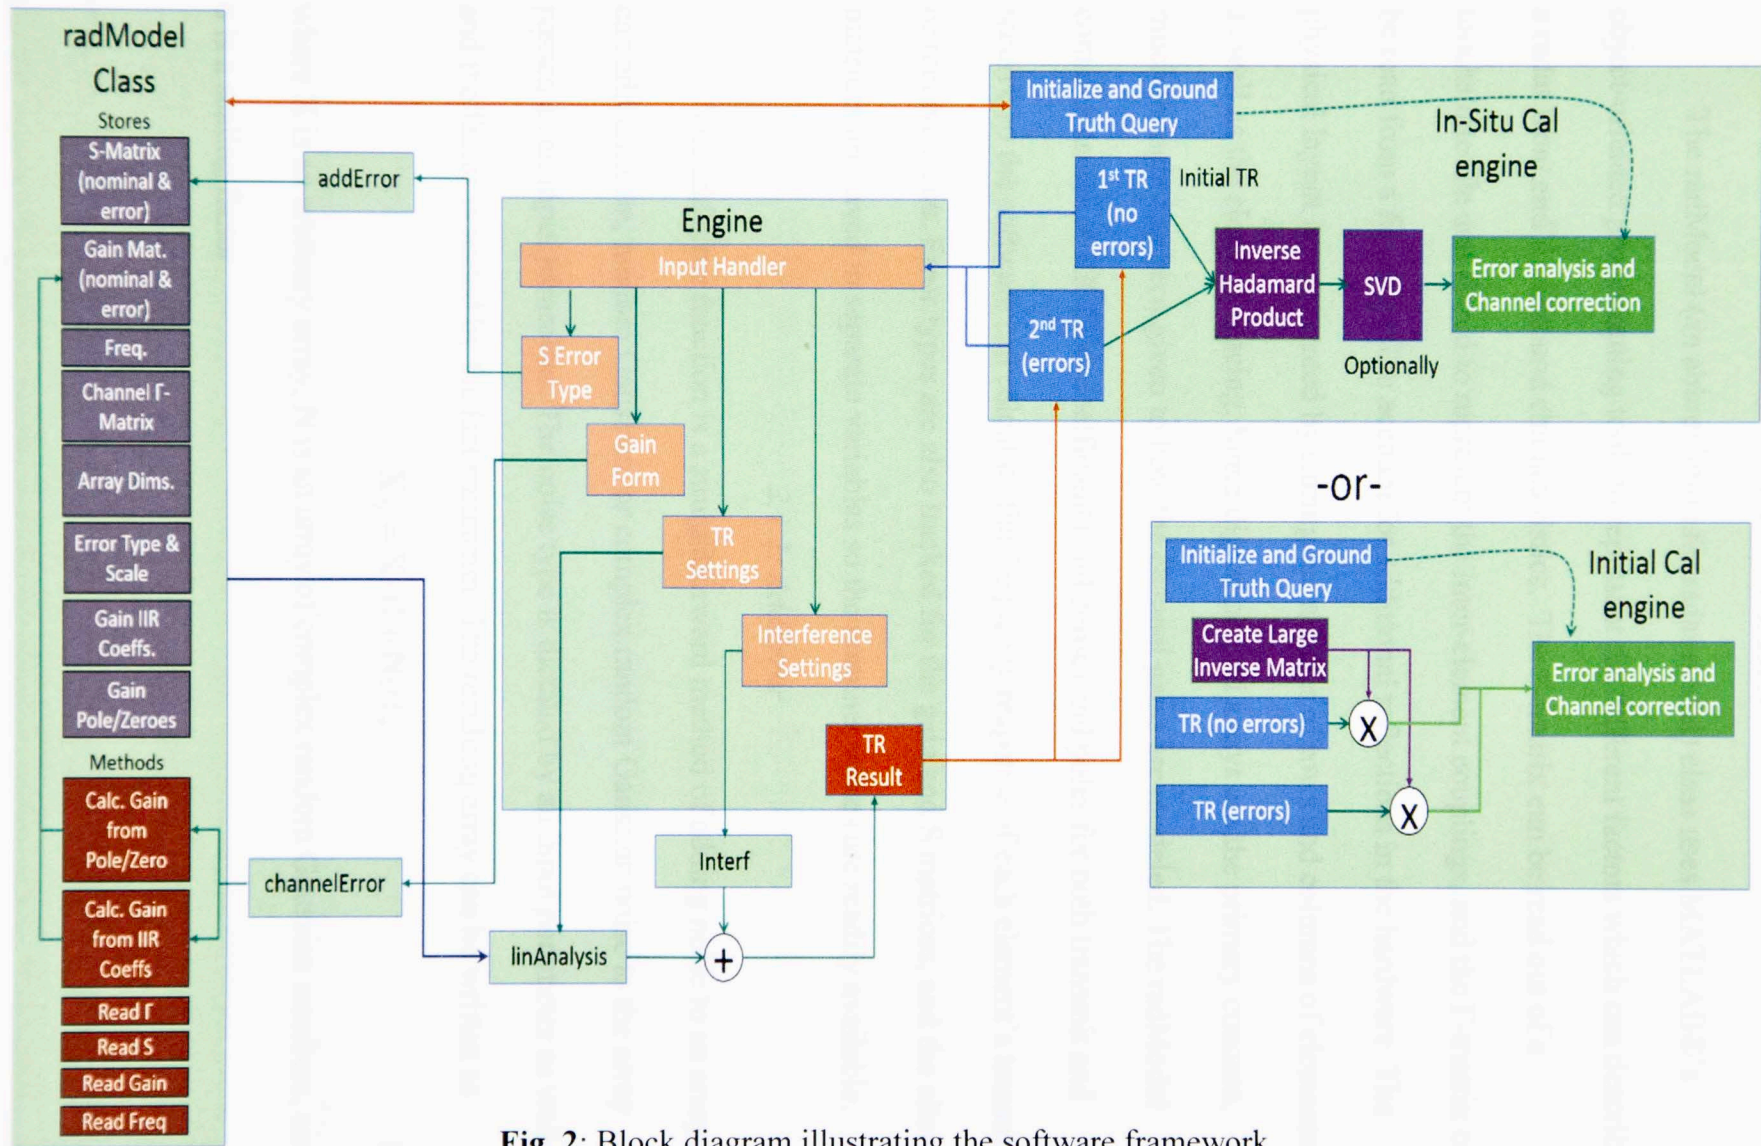 radModel
Class
Stores
S-Matrix
(nominal &
error)
Gain Mat.
(nominal &
error)
Freq.
Channel Γ-
Matrix
Array Dims.
Error Type &
Scale
Gain IIR
Coeffs.
Gain
Pole/Zeroes
Methods
Calc. Gain
from
Pole/Zero
Calc. Gain
from IIR
Coeffs
Read Γ
Read S
Read Gain
Read Freq
addError
channelError
Engine
Input Handler
S Error
Type
Gain
Form
TR
Settings
Interference
Settings
TR
Result
Interf
linAnalysis
+
Initialize and Ground
Truth Query
In-Situ Cal
engine
1st TR
(no
errors)
Initial TR
2nd TR
(errors)
Inverse
Hadamard
Product
SVD
Optionally
Error analysis and
Channel correction
-or-
Initialize and Ground
Truth Query
Initial Cal
engine
Create Large
Inverse Matrix
TR (no errors)
X
TR (errors)
X
Error analysis and
Channel correction
Fig. 2: Block diagram illustrating the software framework